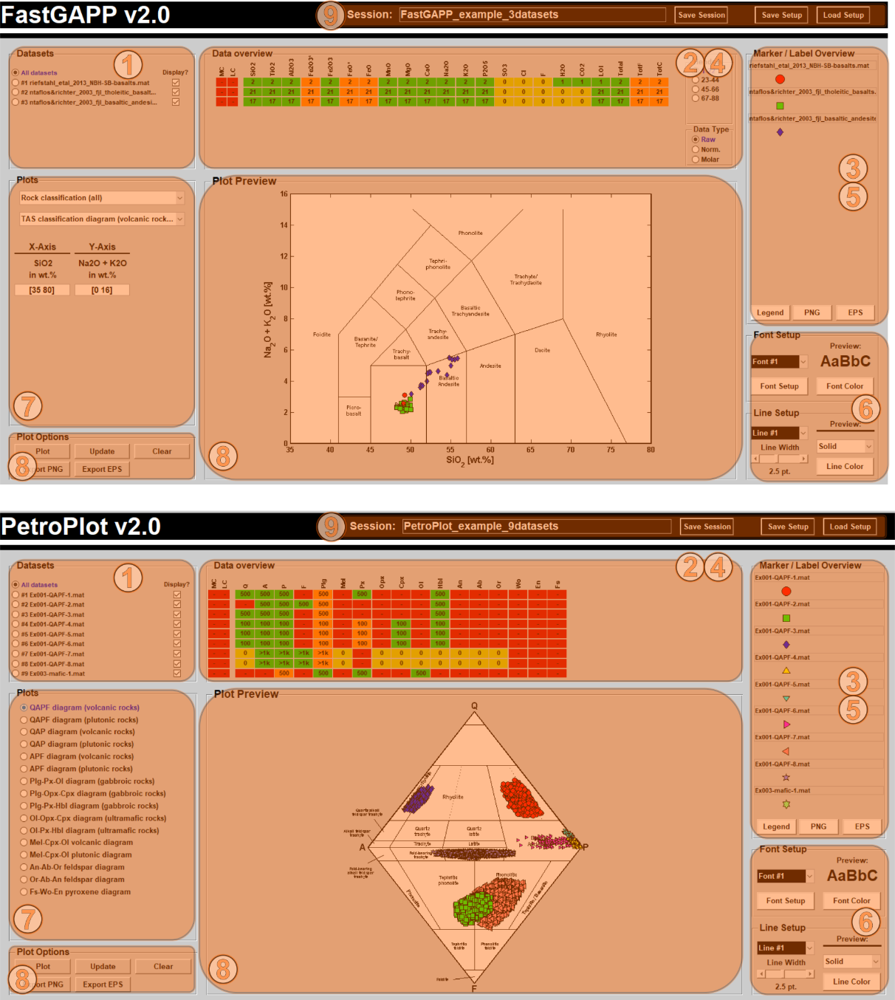 FastGAPP v2.0
9 Session: FastGAPP_example_3datasets Save Session Save Setup Load Setup
Datasets
1
All datasets Display?
#1 riefstahl_etal_2013_NBH-SB-basalts.mat
#2 ntaflos&richter_2003_fjl_tholeitic_basalt...
#3 ntaflos&richter_2003_fjl_basaltic_andesi...
Data overview
2 4
MC LC SiO2 TiO2 Al2O3 Fe2O3* Fe2O3 FeO* FeO MnO MgO CaO Na2O K2O P2O5 SO3 Cl F H2O CO2 LOI Total TotF TotC
- - 2 2 2 2 2 2 2 2 2 2 2 2 2 0 0 0 1 1 2 2 2 2
- - 21 21 21 21 21 21 21 21 21 21 21 21 21 0 0 0 0 0 21 21 21 21
- - 17 17 17 17 17 17 17 17 17 17 17 17 17 0 0 0 0 0 17 17 17 17
23-44
45-66
67-88
Data Type
Raw
Norm.
Molar
Marker / Label Overview
riefstahl_etal_2013_NBH-SB-basalts.mat
ntaflos&richter_2003_fjl_tholeitic_basalts.
ntaflos&richter_2003_fjl_basaltic_andesite
3
5
Legend PNG EPS
Plots
Rock classification (all)
TAS classification diagram (volcanic rock...
X-Axis Y-Axis
SiO2 Na2O + K2O
in wt.% in wt.%
[35 80] [0 16]
7
Plot Options
Plot Update Clear
8 ort PNG Export EPS
Plot Preview
16
14
12
10
8
6
4
2
0
Na2O + K2O [wt.%]
Phonolite
Tephri-
phonolite
Trachyte/
Trachydacite
Phono-
tephrite
Basaltic
Trachyandesite
Foidite
Basanite/
Tephrite
Trachy-
andesite
Trachy-
basalt
Rhyolite
Dacite
Andesite
Basaltic
Andesite
Picro-
basalt
35 40 45 50 55 60 65 70 75 80
SiO2 [wt.%]
8
Font Setup
Preview:
Font #1 AaBbC
Font Setup Font Color
6
Line Setup
Preview:
Line #1
Line Width Solid
2.5 pt. Line Color
PetroPlot v2.0
9 Session: PetroPlot_example_9datasets Save Session Save Setup Load Setup
Datasets
1
All datasets Display?
#1 Ex001-QAPF-1.mat
#2 Ex001-QAPF-2.mat
#3 Ex001-QAPF-3.mat
#4 Ex001-QAPF-4.mat
#5 Ex001-QAPF-5.mat
#6 Ex001-QAPF-6.mat
#7 Ex001-QAPF-7.mat
#8 Ex001-QAPF-8.mat
#9 Ex003-mafic-1.mat
Data overview
2 4
MC LC Q A P F Plg Mel Px Opx Cpx Ol Hbl An Ab Or Wo En Fs
- - 500 500 500 - 500 - 500 - - - 500 - - - - - -
- - - 500 500 500 500 - - - - - 500 - - - - - -
- - 500 500 500 - 500 - - - - - 500 - - - - - -
- - 100 100 100 - 100 - 100 - 100 - 100 - - - - - -
- - 100 100 100 - 100 - 100 - 100 - 100 - - - - - -
- - 100 100 100 - 100 - 100 - 100 - 100 - - - - - -
- - 0 >1k >1k >1k >1k 0 - 0 0 0 0 0 0 0 - - -
- - 0 >1k >1k >1k >1k 0 - 0 0 0 0 0 0 0 - - -
- - - - 500 - 500 - 500 - - 500 - - - - - - -
Marker / Label Overview
Ex001-QAPF-1.mat
Ex001-QAPF-2.mat
Ex001-QAPF-3.mat
Ex001-QAPF-4.mat
Ex001-QAPF-5.mat
Ex001-QAPF-6.mat
Ex001-QAPF-7.mat
Ex001-QAPF-8.mat
Ex003-mafic-1.mat
3
5
Legend PNG EPS
Plots
QAPF diagram (volcanic rocks)
QAPF diagram (plutonic rocks)
QAP diagram (volcanic rocks)
QAP diagram (plutonic rocks)
APF diagram (volcanic rocks)
APF diagram (plutonic rocks)
Plg-Px-Ol diagram (gabbroic rocks)
Plg-Opx-Cpx diagram (gabbroic rocks)
Plg-Px-Hbl diagram (gabbroic rocks)
Ol-Opx-Cpx diagram (ultramafic rocks)
Ol-Px-Hbl diagram (ultramafic rocks)
Mel-Cpx-Ol volcanic diagram
Mel-Cpx-Ol plutonic diagram
An-Ab-Or feldspar diagram
Or-Ab-An feldspar diagram
Fs-Wo-En pyroxene diagram
7
Plot Options
Plot Update Clear
8 ort PNG Export EPS
Plot Preview
Q
Rhyolite
Quartz alkali
feldspar trachyte
Alkali feldspar
trachyte
Quartz
trachyte
Quartz
latite
Trachyte
Latite
A
P
Foid-bearing
trachyte
Foid-bearing
alkali feldspar
trachyte
Tephritic
phonolite
Phonolitic
Phonolite
Tephrite / Basanite
Tephritic
foidite
Phonolitic
foidite
Foidite
F
8
Font Setup
Preview:
Font #1 AaBbC
Font Setup Font Color
6
Line Setup
Preview:
Line #1
Line Width Solid
2.5 pt. Line Color